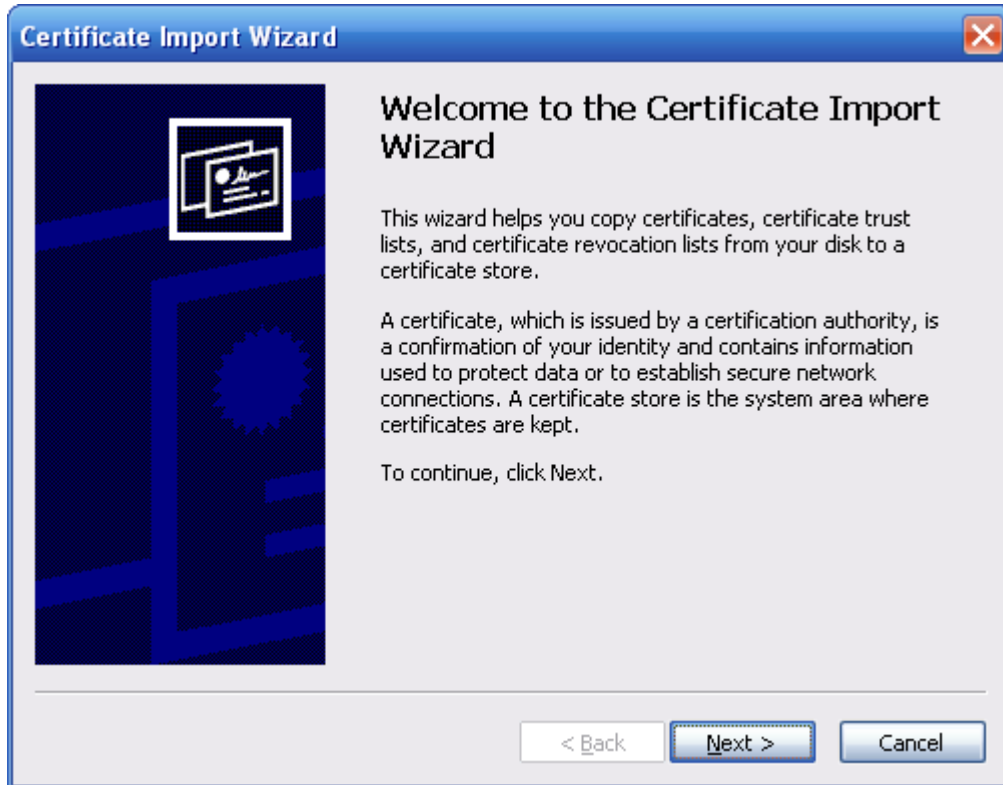 Certificate Import Wizard
Welcome to the Certificate Import
Wizard
This wizard helps you copy certificates, certificate trust
lists, and certificate revocation lists from your disk to a
certificate store.
A certificate, which is issued by a certification authority, is
a confirmation of your identity and contains information
used to protect data or to establish secure network
connections. A certificate store is the system area where
certificates are kept.
To continue, click Next.
< Back Next > Cancel